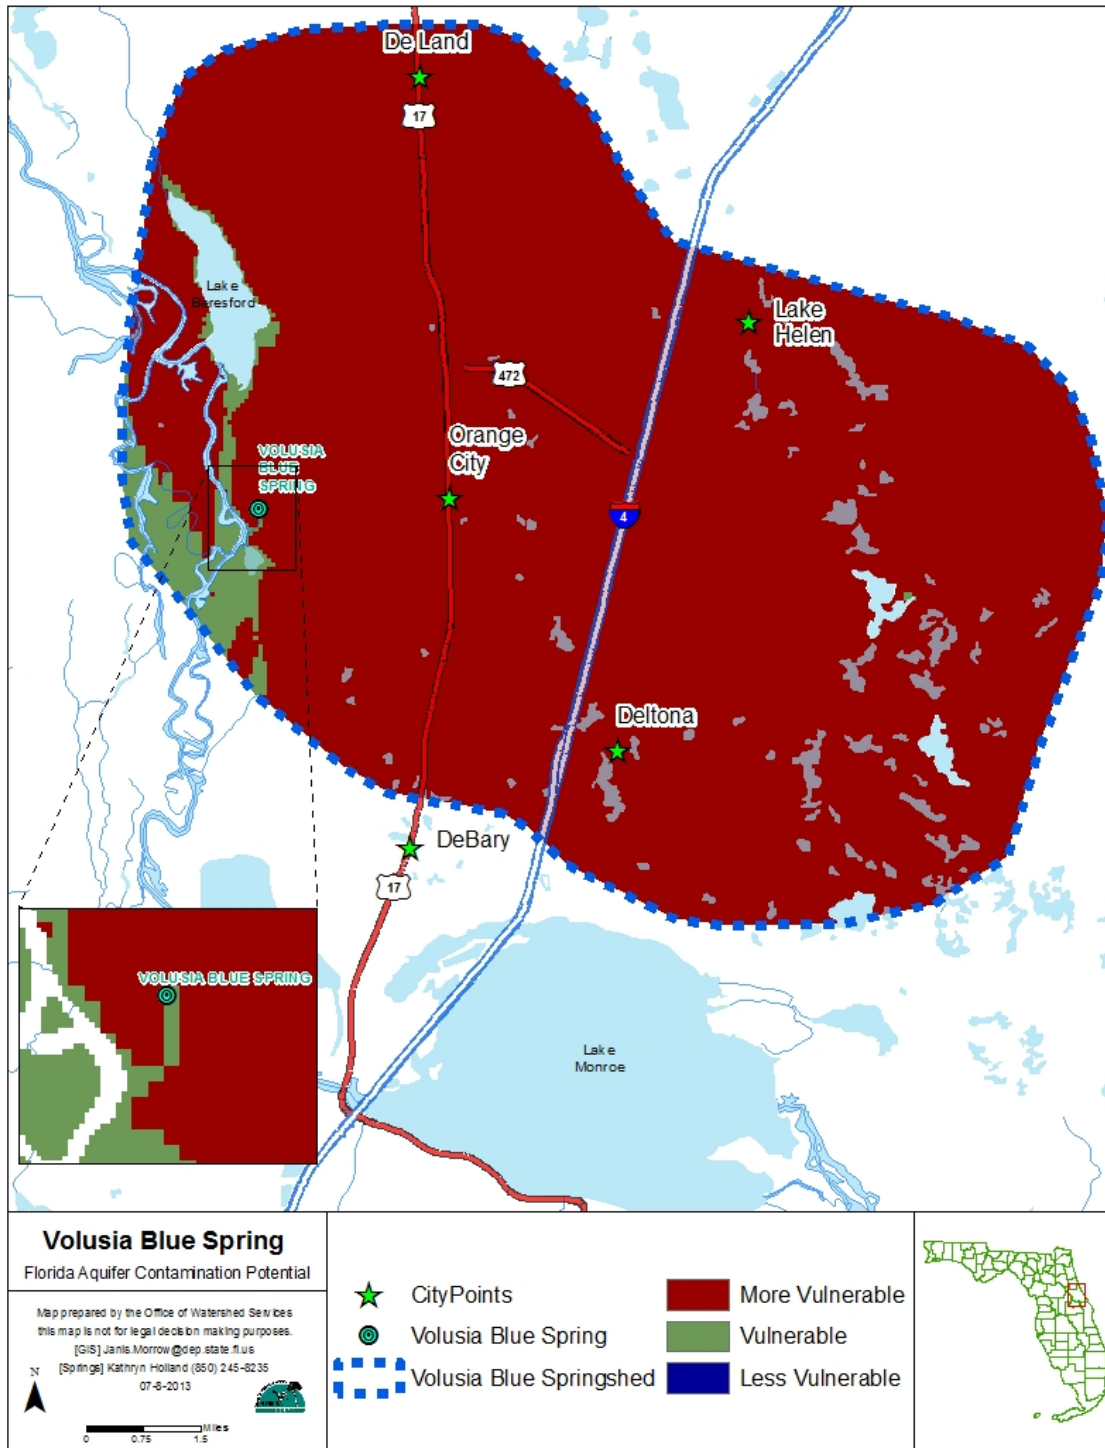 De Land
17
Lake
Beresford
Lake
Helen
472
Orange
City
VOLUSIA
BLUE
SPRING
4
Deltona
DeBary
17
VOLUSIA BLUE SPRING
Lake
Monroe
Volusia Blue Spring
Florida Aquifer Contamination Potential
Map prepared by the Office of Watershed Services
this map is not for legal decision making purposes.
[GIS] Janis.Morrow@dep.state.fl.us
[Springs] Kathryn Holland (850) 245-8235
07-8-2013
N
Miles
0 0.75 1.5
CityPoints
Volusia Blue Spring
Volusia Blue Springshed
More Vulnerable
Vulnerable
Less Vulnerable